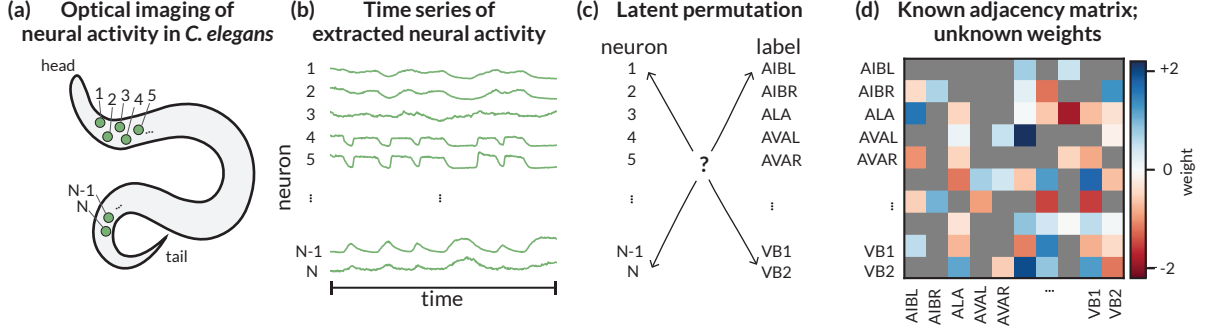 (a) Optical imaging of
neural activity in C. elegans
head
1
2
3
4
5
...
N-1
N
...
tail
(b) Time series of
extracted neural activity
neuron
1
2
3
4
5
...
...
N-1
N
time
(c) Latent permutation
neuron
label
1
AIBL
2
AIBR
3
ALA
4
AVAL
5
AVAR
?
...
...
N-1
VB1
N
VB2
(d) Known adjacency matrix;
unknown weights
AIBL
AIBR
ALA
AVAL
AVAR
...
VB1
VB2
AIBL
AIBR
ALA
AVAL
AVAR
...
VB1
VB2
+2
0
-2
weight